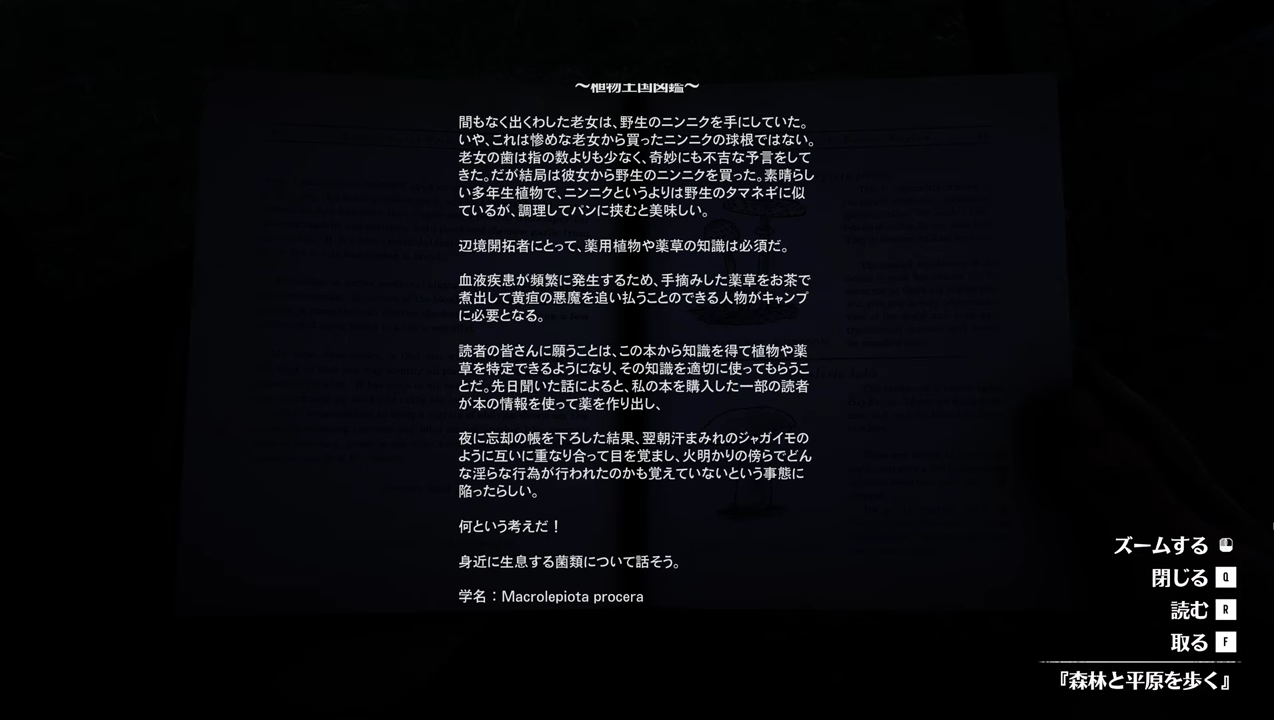 〜植物王国図鑑〜
間もなく出くわした老女は、野生のニンニクを手にしていた。
いや、これは惨めな老女から買ったニンニクの球根ではない。
老女の歯は指の数よりも少なく、奇妙にも不吉な予言をして
きた。だが結局は彼女から野生のニンニクを買った。素晴らし
い多年生植物で、ニンニクというよりは野生のタマネギに似
ているが、調理してパンに挟むと美味しい。
辺境開拓者にとって、薬用植物や薬草の知識は必須だ。
血液疾患が頻繁に発生するため、手摘みした薬草をお茶で
煮出して黄疸の悪魔を追い払うことのできる人物がキャンプ
に必要となる。
読者の皆さんに願うことは、この本から知識を得て植物や薬
草を特定できるようになり、その知識を適切に使ってもらうこ
とだ。先日聞いた話によると、私の本を購入した一部の読者
が本の情報を使って薬を作り出し、
夜に忘却の帳を下ろした結果、翌朝汗まみれのジャガイモの
ように互いに重なり合って目を覚まし、火明かりの傍らでどん
な淫らな行為が行われたのかも覚えていないという事態に
陥ったらしい。
何という考えだ！
身近に生息する菌類について話そう。
学名：Macrolepiota procera
ズームする
閉じる Q
読む R
取る F
『森林と平原を歩く』